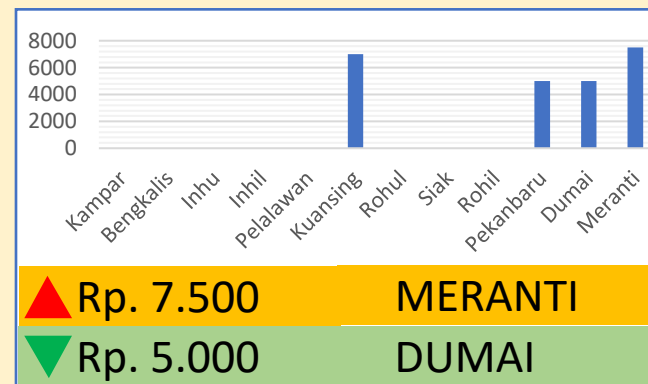 8000
6000
4000
2000
0
Kampar
Bengkalis
Inhu
Inhil
Pelalawan
Kuansing
Rohul
Siak
Rohil
Pekanbaru
Dumai
Meranti
Rp. 7.500 MERANTI
Rp. 5.000 DUMAI